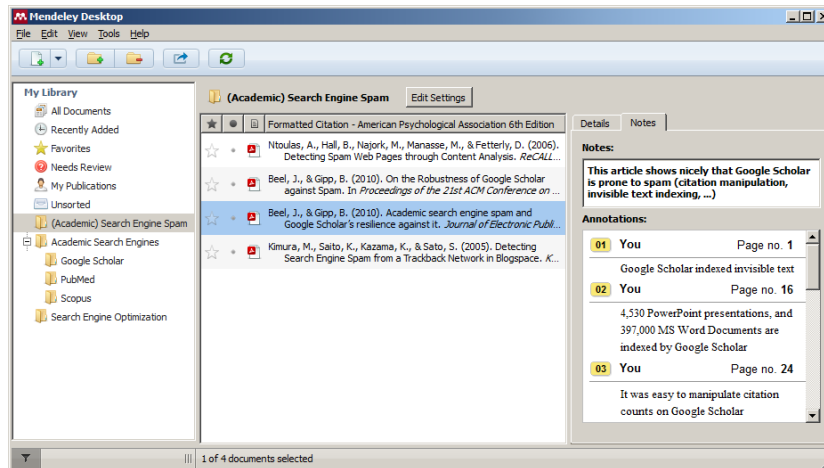 Mendeley Desktop
File Edit View Tools Help
My Library
All Documents
Recently Added
Favorites
Needs Review
My Publications
Unsorted
(Academic) Search Engine Spam
Academic Search Engines
Google Scholar
PubMed
Scopus
Search Engine Optimization
(Academic) Search Engine Spam Edit Settings
Formatted Citation - American Psychological Association 6th Edition
Ntoulas, A., Hall, B., Najork, M., Manasse, M., & Fetterly, D. (2006).
Detecting Spam Web Pages through Content Analysis. ReCALL...
Beel, J., & Gipp, B. (2010). On the Robustness of Google Scholar
against Spam. In Proceedings of the 21st ACM Conference on ...
Beel, J., & Gipp, B. (2010). Academic search engine spam and
Google Scholar's resilience against it. Journal of Electronic Publi...
Kimura, M., Saito, K., Kazama, K., & Sato, S. (2005). Detecting
Search Engine Spam from a Trackback Network in Blogspace. K...
Details Notes
Notes:
This article shows nicely that Google Scholar
is prone to spam (citation manipulation,
invisible text indexing, ...)
Annotations:
01 You Page no. 1
Google Scholar indexed invisible text
02 You Page no. 16
4,530 PowerPoint presentations, and
397,000 MS Word Documents are
indexed by Google Scholar
03 You Page no. 24
It was easy to manipulate citation
counts on Google Scholar
1 of 4 documents selected